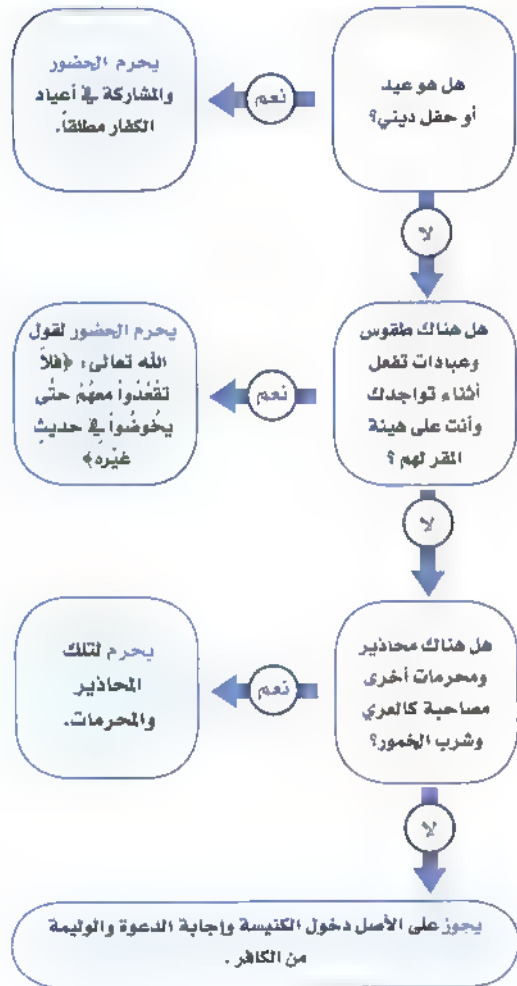 هل هو عيد
أو حفل ديني؟
نعم
يحرم الحضور
والمشاركة في أعياد
الكفار مطلقاً.
لا
هل هناك طقوس
وعبادات تفعل
أثناء تواجدك
وأنت على هيئة
المقر لهم؟
نعم
يحرم الحضور لقول
الله تعالى: ﴿فَلاَ
تَقْعُدُواْ مَعَهُمْ حَتَّى
يَخُوضُواْ فِي حَدِيثٍ
غَيْرِهِ﴾
لا
هل هناك محاذير
ومحرمات أخرى
مصاحبة كالعري
وشرب الخمور؟
نعم
يحرم لتلك
المحاذير
والمحرمات.
لا
يجوز على الأصل دخول الكنيسة وإجابة الدعوة والوليمة
من الكافر.